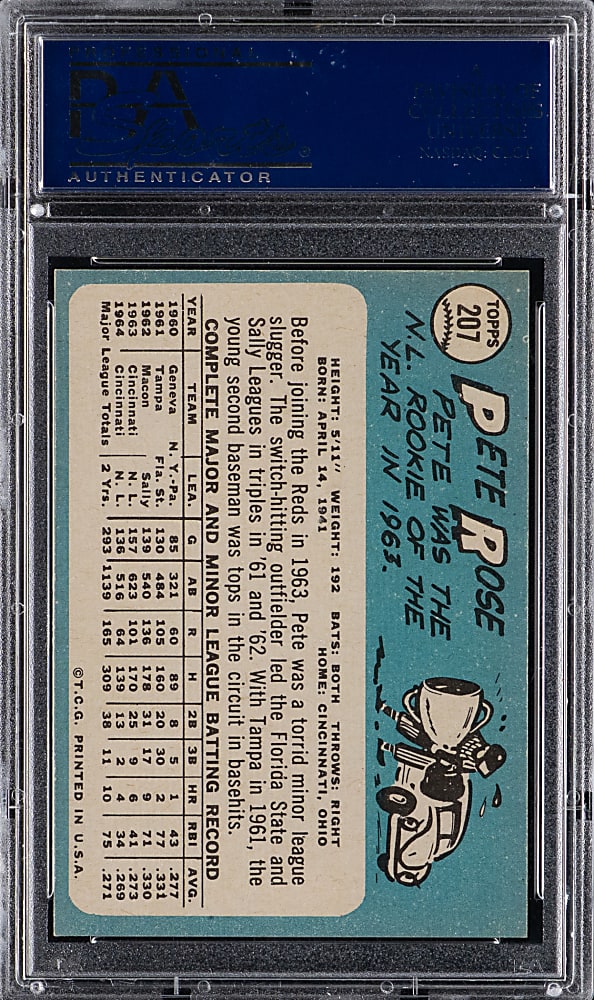 PROFESSIONAL
AUTHENTICATOR
NASDAQ: CLCT
TOPPS
207
PETE ROSE
PETE WAS THE
N.L. ROOKIE OF THE
YEAR IN 1963.
HEIGHT: 5'11" WEIGHT: 192 BATS: BOTH THROWS: RIGHT
BORN: APRIL 14, 1941 HOME: CINCINNATI, OHIO
Before joining the Reds in 1963, Pete was a torrid minor league
slugger. The switch-hitting outfielder led the Florida State and
Sally Leagues in triples in '61 and '62. With Tampa in 1961, the
young second baseman was tops in the circuit in basehits.
COMPLETE MAJOR AND MINOR LEAGUE BATTING RECORD
YEAR TEAM LEA. G AB R H 2B 3B HR RBI AVG.
1960 Geneva N. Y.-Pa. 85 321 60 89 8 5 1 43 .277
1961 Tampa Fla. St. 130 484 105 160 20 30 2 77 .331
1962 Macon Sally 139 540 136 178 31 17 9 71 .330
1963 Cincinnati N. L. 157 623 101 170 25 9 6 41 .273
1964 Cincinnati N. L. 136 516 64 139 13 2 4 34 .269
Major League Totals 2 Yrs. 293 1139 165 309 38 11 10 75 .271
©T.C.G. PRINTED IN U.S.A.